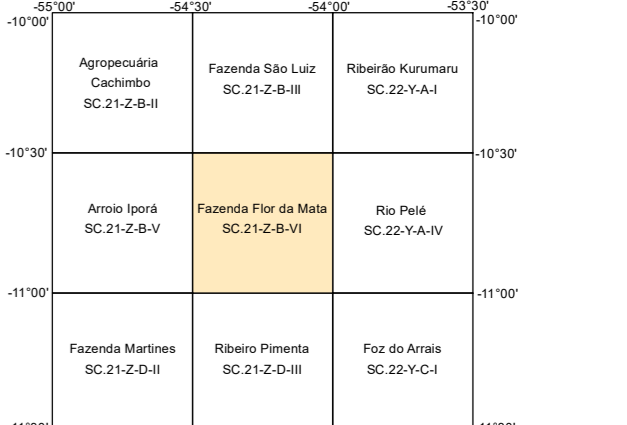 -55°00' -54°30' -54°00' -53°30'
-10°00' -10°00'
Agropecuária
Cachimbo
SC.21-Z-B-II
Fazenda São Luiz
SC.21-Z-B-III
Ribeirão Kurumaru
SC.22-Y-A-I
-10°30' -10°30'
Arroio Iporá
SC.21-Z-B-V
Fazenda Flor da Mata
SC.21-Z-B-VI
Rio Pelé
SC.22-Y-A-IV
-11°00' -11°00'
Fazenda Martines
SC.21-Z-D-II
Ribeiro Pimenta
SC.21-Z-D-III
Foz do Arrais
SC.22-Y-C-I